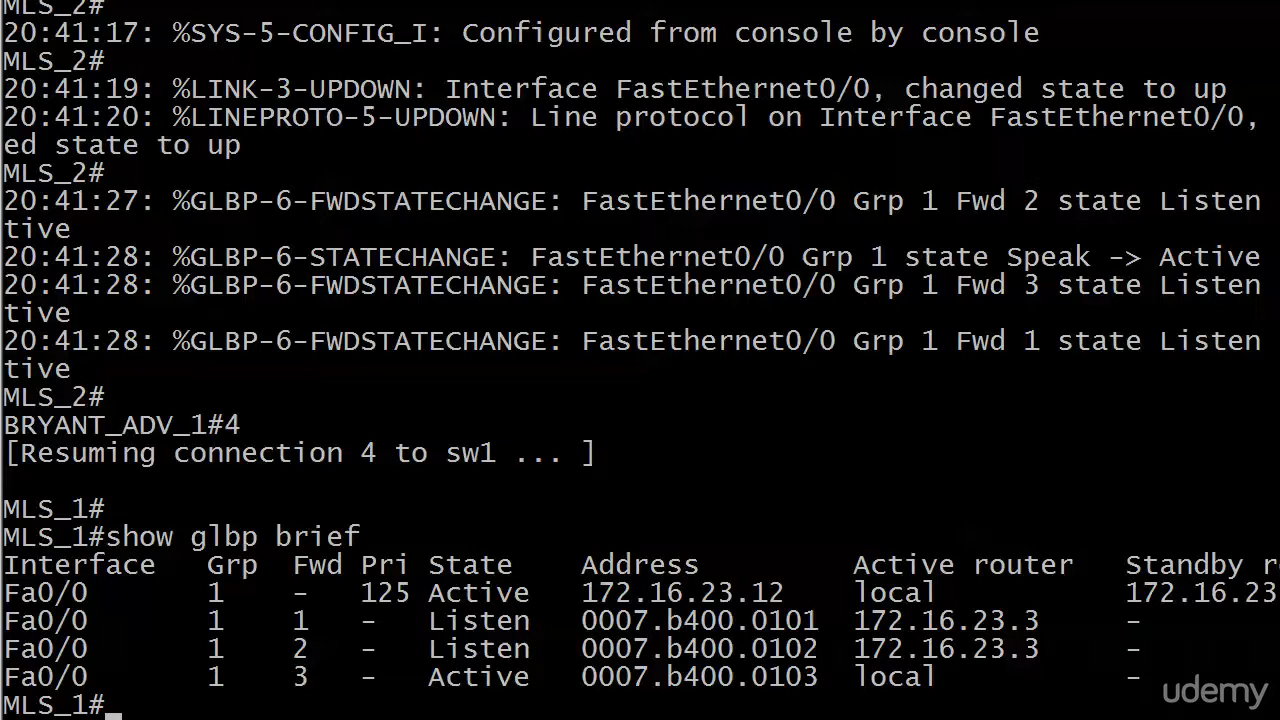 MLS_2#
20:41:17: %SYS-5-CONFIG_I: Configured from console by console
MLS_2#
20:41:19: %LINK-3-UPDOWN: Interface FastEthernet0/0, changed state to up
20:41:20: %LINEPROTO-5-UPDOWN: Line protocol on Interface FastEthernet0/0,
ed state to up
MLS_2#
20:41:27: %GLBP-6-FWDSTATECHANGE: FastEthernet0/0 Grp 1 Fwd 2 state Listen
tive
20:41:28: %GLBP-6-STATECHANGE: FastEthernet0/0 Grp 1 state Speak -> Active
20:41:28: %GLBP-6-FWDSTATECHANGE: FastEthernet0/0 Grp 1 Fwd 3 state Listen
tive
20:41:28: %GLBP-6-FWDSTATECHANGE: FastEthernet0/0 Grp 1 Fwd 1 state Listen
tive
MLS_2#
BRYANT_ADV_1#4
[Resuming connection 4 to sw1 ... ]
MLS_1#
MLS_1#show glbp brief
Interface Grp Fwd Pri State Address Active router Standby r
Fa0/0 1 - 125 Active 172.16.23.12 local 172.16.23
Fa0/0 1 1 - Listen 0007.b400.0101 172.16.23.3 -
Fa0/0 1 2 - Listen 0007.b400.0102 172.16.23.3 -
Fa0/0 1 3 - Active 0007.b400.0103 local -
MLS_1#
udemy